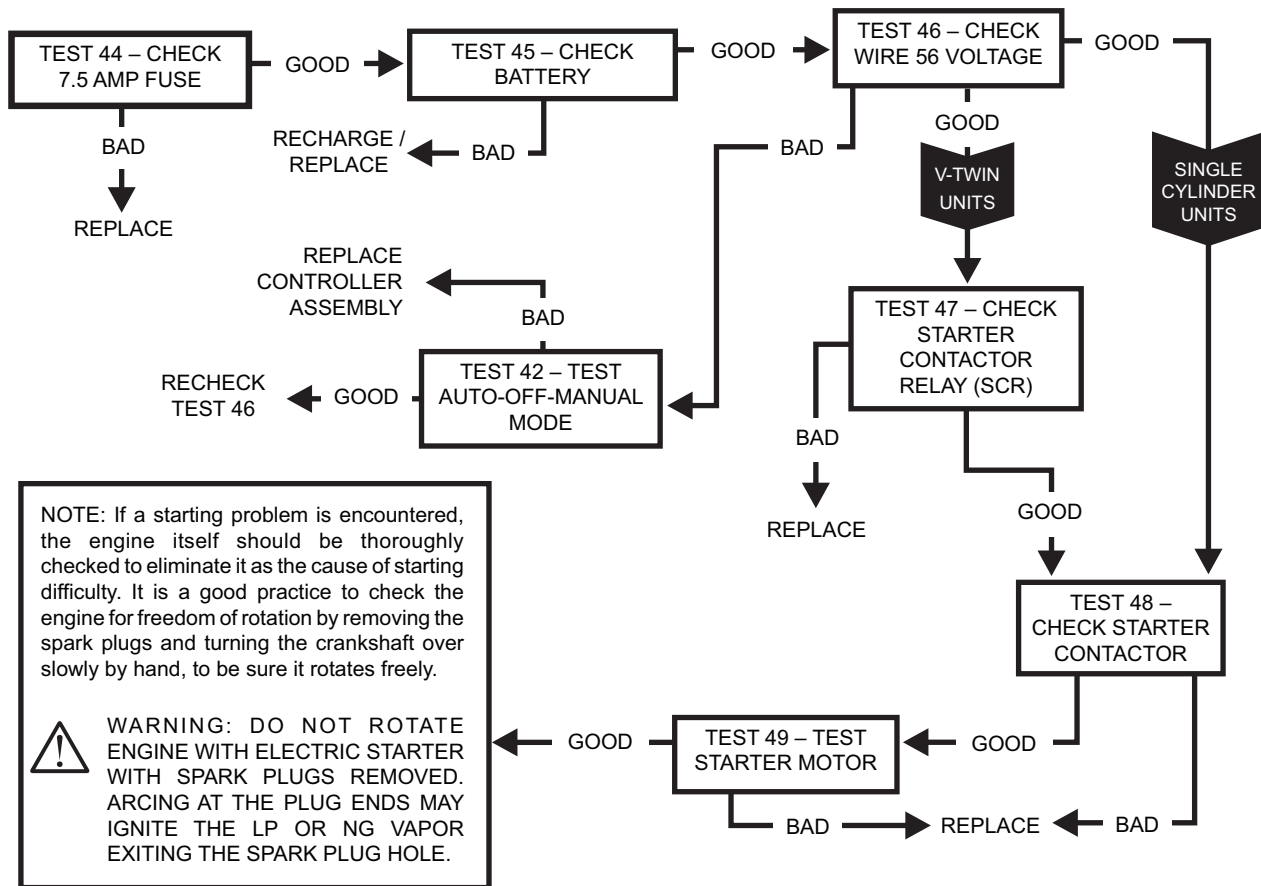 TEST 44 – CHECK
7.5 AMP FUSE
GOOD
TEST 45 – CHECK
BATTERY
GOOD
TEST 46 – CHECK
WIRE 56 VOLTAGE
GOOD
BAD
REPLACE
RECHARGE /
REPLACE
BAD
BAD
GOOD
V-TWIN
UNITS
SINGLE
CYLINDER
UNITS
REPLACE
CONTROLLER
ASSEMBLY
BAD
TEST 42 – TEST
AUTO-OFF-MANUAL
MODE
GOOD
RECHECK
TEST 46
TEST 47 – CHECK
STARTER
CONTACTOR
RELAY (SCR)
BAD
REPLACE
GOOD
TEST 48 –
CHECK STARTER
CONTACTOR
GOOD
BAD
TEST 49 – TEST
STARTER MOTOR
GOOD
BAD
REPLACE
NOTE: If a starting problem is encountered,
the engine itself should be thoroughly
checked to eliminate it as the cause of starting
difficulty. It is a good practice to check the
engine for freedom of rotation by removing the
spark plugs and turning the crankshaft over
slowly by hand, to be sure it rotates freely.
WARNING: DO NOT ROTATE
ENGINE WITH ELECTRIC STARTER
WITH SPARK PLUGS REMOVED.
ARCING AT THE PLUG ENDS MAY
IGNITE THE LP OR NG VAPOR
EXITING THE SPARK PLUG HOLE.